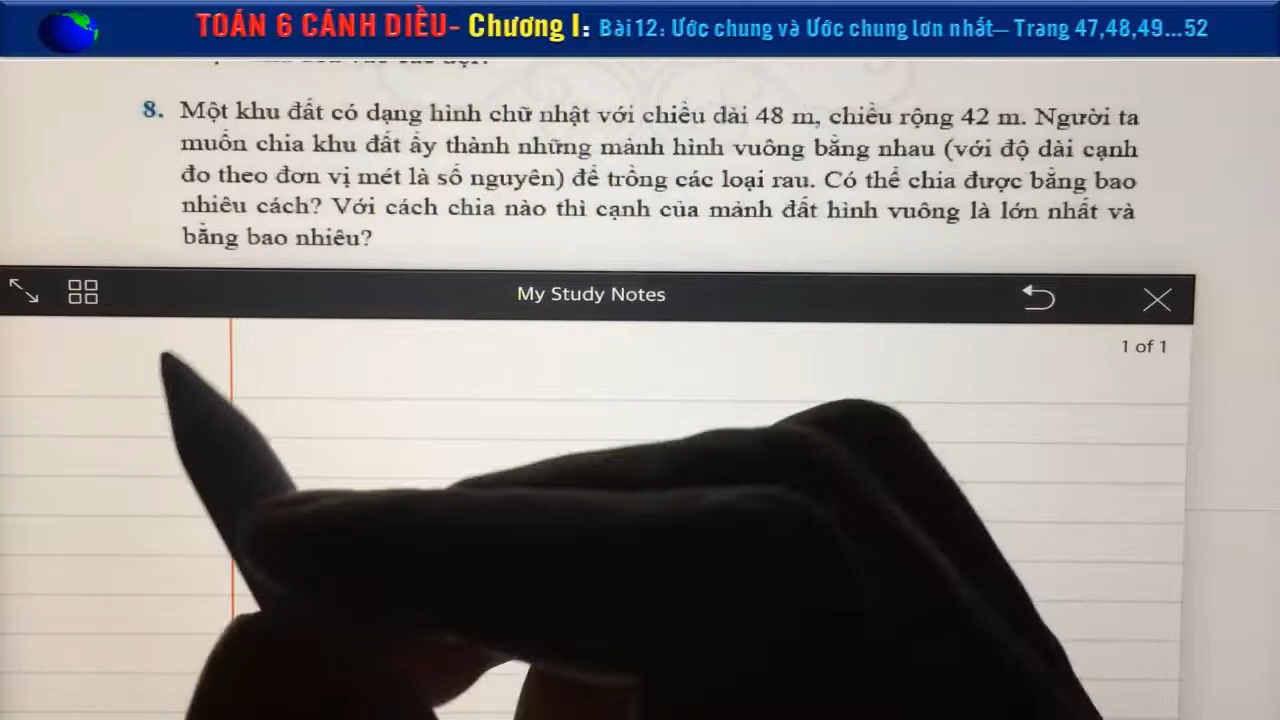 TOÁN 6 CÁNH DIỀU- Chương I: Bài 12: Ước chung và Ước chung lớn nhất– Trang 47,48,49...52
8. Một khu đất có dạng hình chữ nhật với chiều dài 48 m, chiều rộng 42 m. Người ta
muốn chia khu đất ấy thành những mảnh hình vuông bằng nhau (với độ dài cạnh
đo theo đơn vị mét là số nguyên) để trồng các loại rau. Có thể chia được bằng bao
nhiêu cách? Với cách chia nào thì cạnh của mảnh đất hình vuông là lớn nhất và
bằng bao nhiêu?
My Study Notes
1 of 1